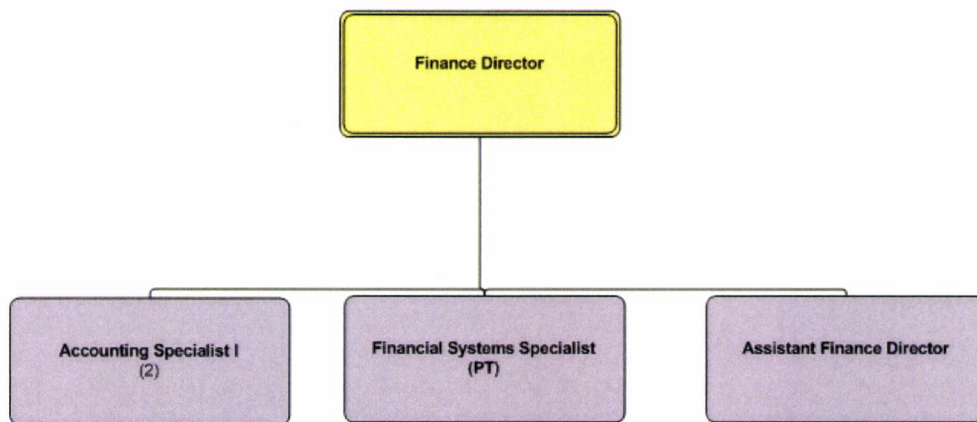 Finance Director
Accounting Specialist I
(2)
Financial Systems Specialist
(PT)
Assistant Finance Director